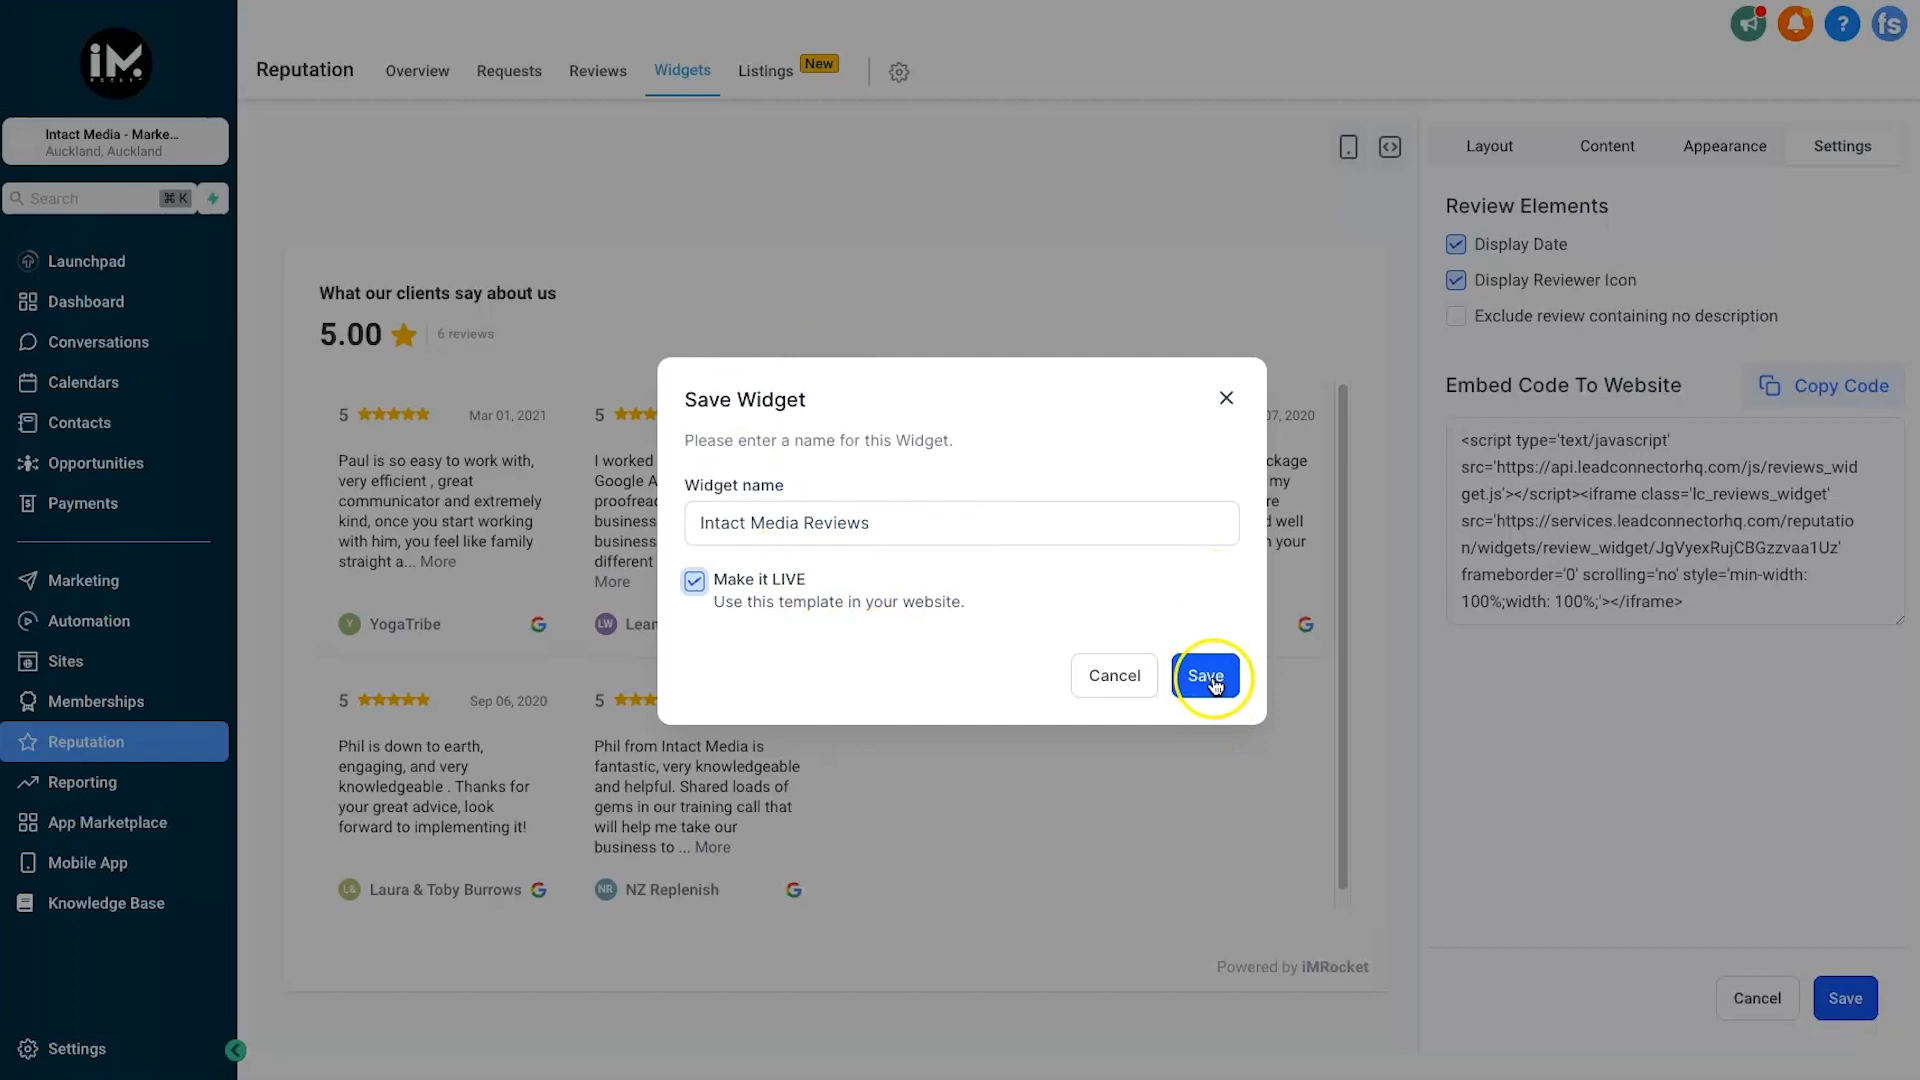 iM.
ROCKET
Intact Media - Marke...
Auckland, Auckland
Search
⌘ K
Launchpad
Dashboard
Conversations
Calendars
Contacts
Opportunities
Payments
Marketing
Automation
Sites
Memberships
Reputation
Reporting
App Marketplace
Mobile App
Knowledge Base
Settings
Reputation
Overview
Requests
Reviews
Widgets
Listings
New
?
fs
What our clients say about us
5.00
6 reviews
5
Mar 01, 2021
Paul is so easy to work with,
very efficient , great
communicator and extremely
kind, once you start working
with him, you feel like family
straight a... More
Y
YogaTribe
5
I worked
Google A
proofrea
business
business
different
More
LW
Lean
07, 2020
ckage
my
re
d well
n your
5
Sep 06, 2020
Phil is down to earth,
engaging, and very
knowledgeable . Thanks for
your great advice, look
forward to implementing it!
L&
Laura & Toby Burrows
5
Phil from Intact Media is
fantastic, very knowledgeable
and helpful. Shared loads of
gems in our training call that
will help me take our
business to ... More
NR
NZ Replenish
Powered by iMRocket
Save Widget
Please enter a name for this Widget.
Widget name
Intact Media Reviews
Make it LIVE
Use this template in your website.
Cancel
Save
Layout
Content
Appearance
Settings
Review Elements
Display Date
Display Reviewer Icon
Exclude review containing no description
Embed Code To Website
Copy Code
<script type='text/javascript'
src='https://api.leadconnectorhq.com/js/reviews_wid
get.js'></script><iframe class='lc_reviews_widget'
src='https://services.leadconnectorhq.com/reputatio
n/widgets/review_widget/JgVyexRujCBGzzvaa1Uz'
frameborder='0' scrolling='no' style='min-width:
100%;width: 100%;'></iframe>
Cancel
Save